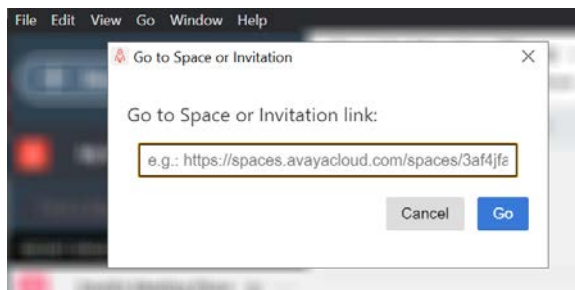 File Edit View Go Window Help
Go to Space or Invitation
Go to Space or Invitation link:
e.g.: https://spaces.avayacloud.com/spaces/3af4jfa
Cancel Go